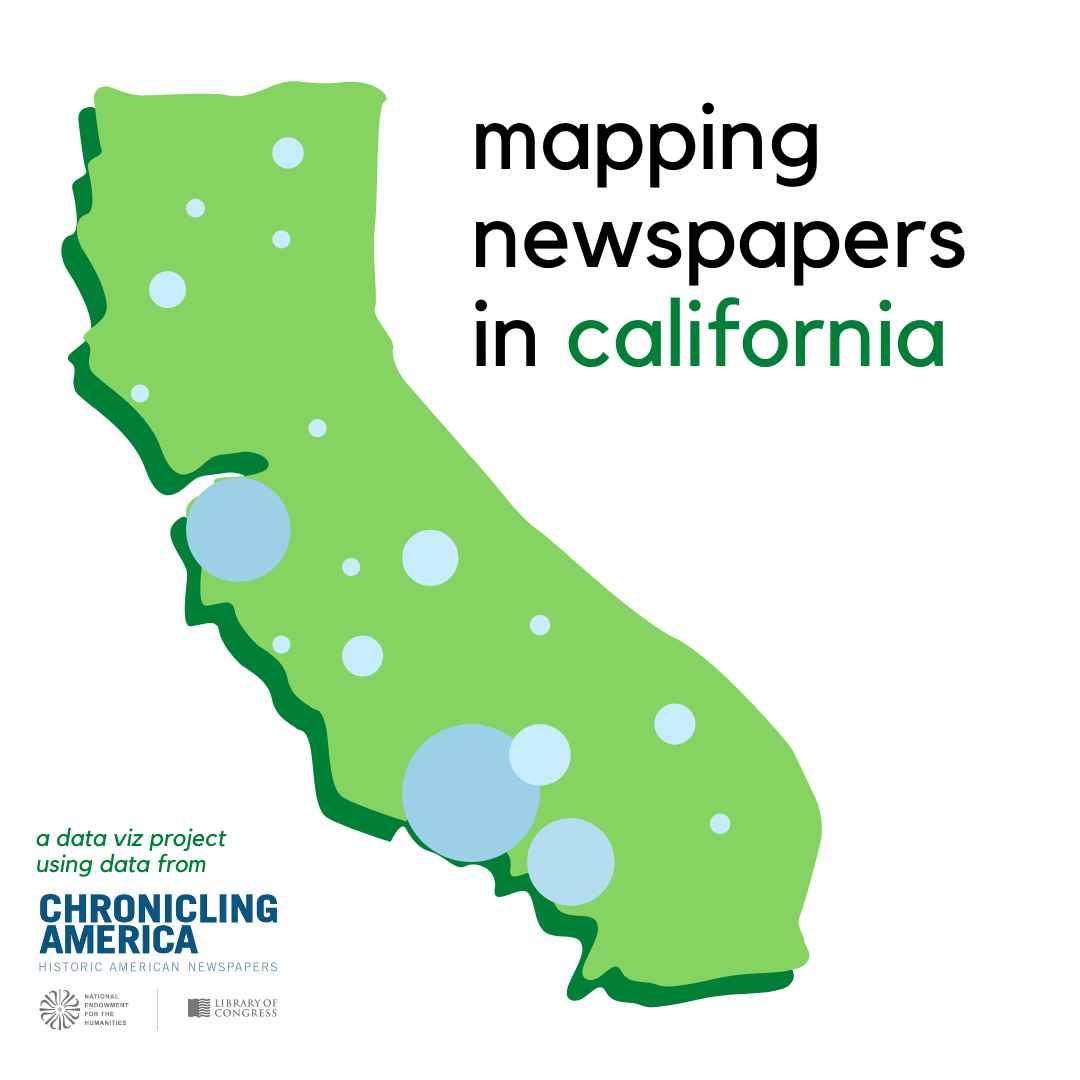 mapping
newspapers
in california
a data viz project
using data from
CHRONICLING
AMERICA
HISTORIC AMERICAN NEWSPAPERS
NATIONAL
ENDOWMENT
FOR THE
HUMANITIES
LIBRARY OF
CONGRESS